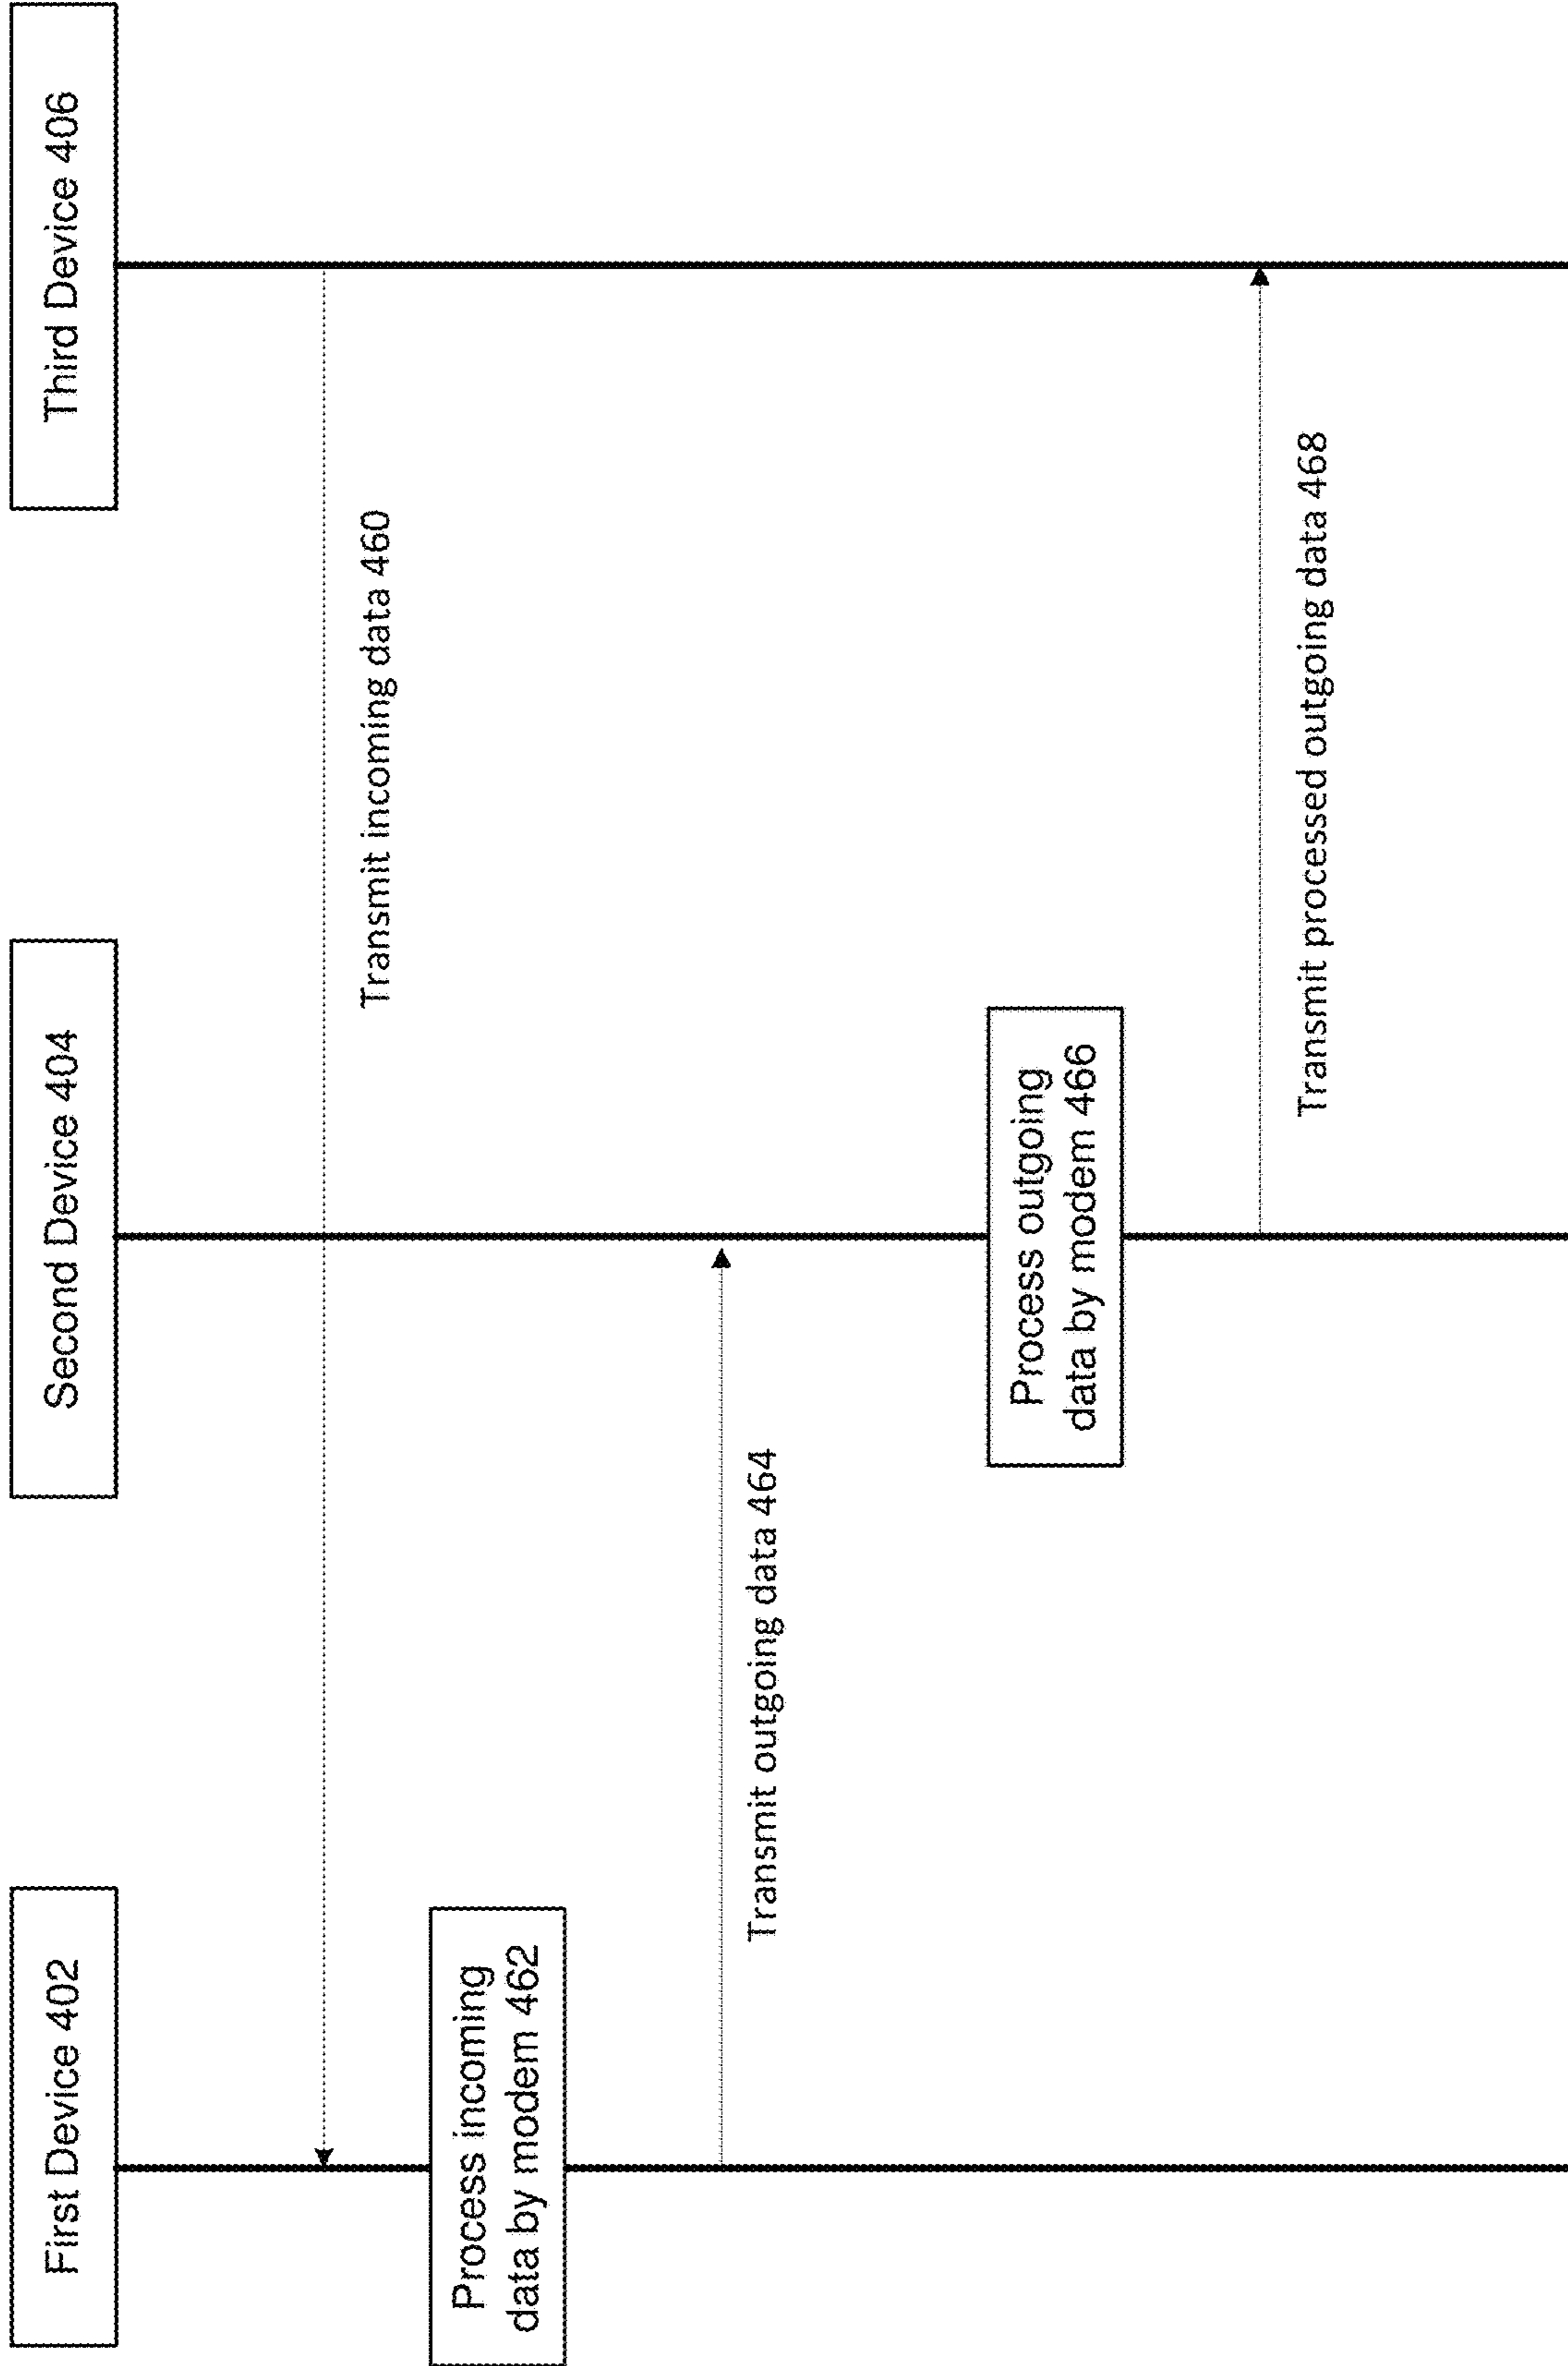 First Device 402
Second Device 404
Third Device 406
Transmit incoming data 460
Process incoming
data by modem 462
Transmit outgoing data 464
Process outgoing
data by modem 466
Transmit processed outgoing data 468